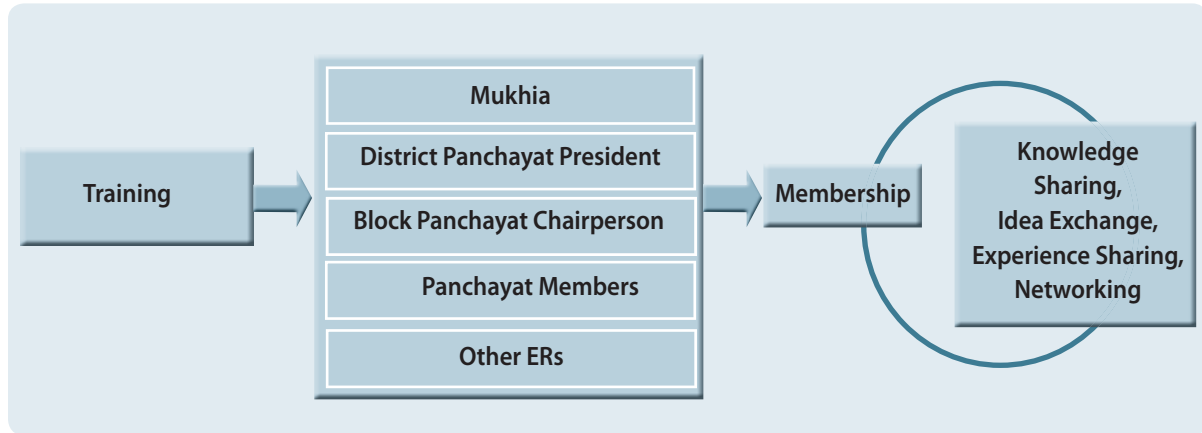 Training
Mukhia
District Panchayat President
Block Panchayat Chairperson
Panchayat Members
Other ERs
Membership
Knowledge
Sharing,
Idea Exchange,
Experience Sharing,
Networking